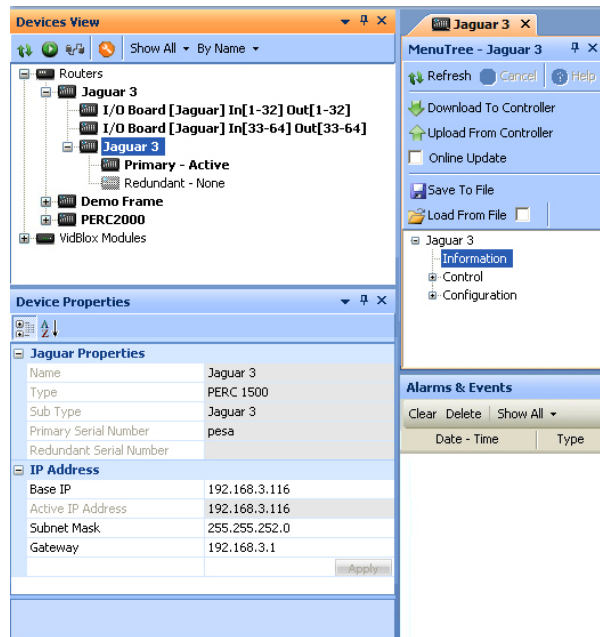 Devices View
Show All By Name
Routers
Jaguar 3
I/O Board [Jaguar] In[1-32] Out[1-32]
I/O Board [Jaguar] In[33-64] Out[33-64]
Jaguar 3
Primary - Active
Redundant - None
Demo Frame
PERC2000
VidBlox Modules
Device Properties
Jaguar Properties
Name Jaguar 3
Type PERC 1500
Sub Type Jaguar 3
Primary Serial Number pesa
Redundant Serial Number
IP Address
Base IP 192.168.3.116
Active IP Address 192.168.3.116
Subnet Mask 255.255.252.0
Gateway 192.168.3.1
Apply
Jaguar 3 X
MenuTree - Jaguar 3
Refresh Cancel Help
Download To Controller
Upload From Controller
Online Update
Save To File
Load From File
Jaguar 3
Information
Control
Configuration
Alarms & Events
Clear Delete Show All
Date - Time Type